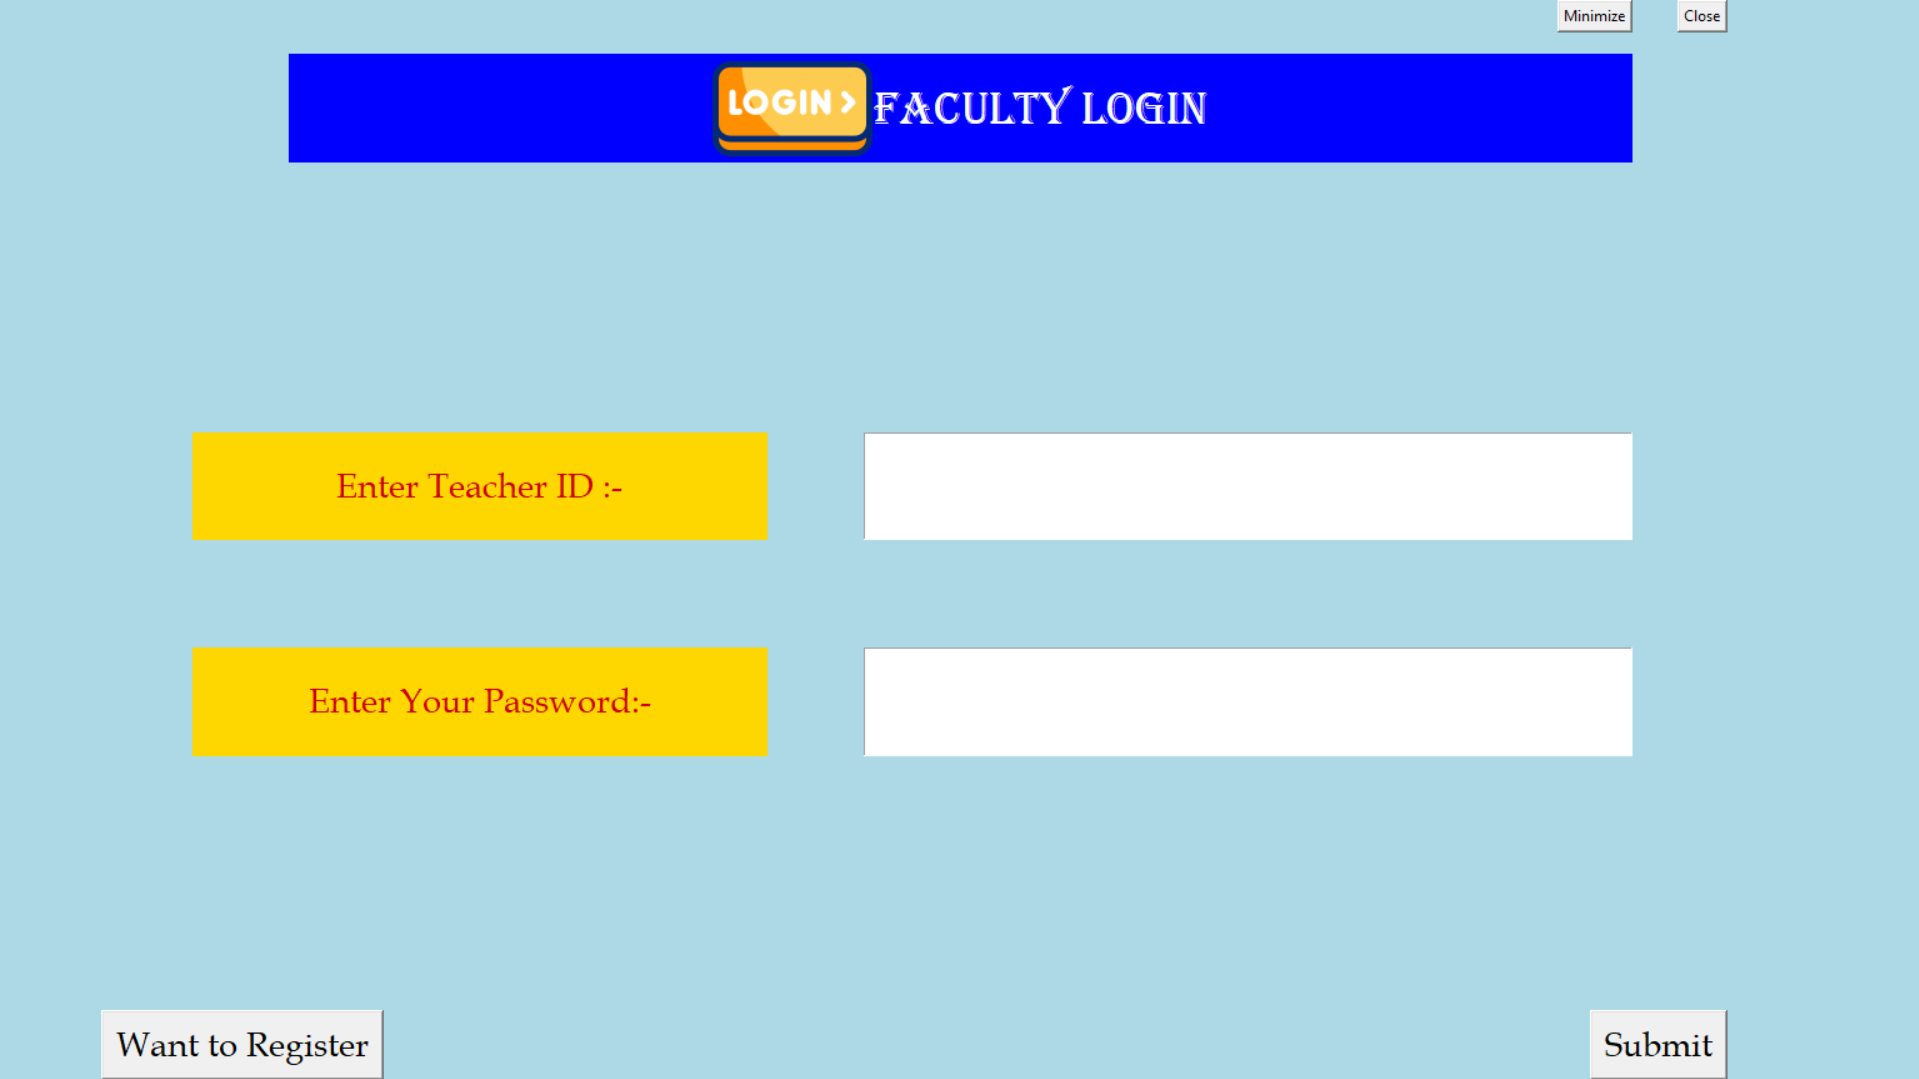 Minimize Close
LOGIN > FACULTY LOGIN
Enter Teacher ID :-
Enter Your Password:-
Want to Register Submit